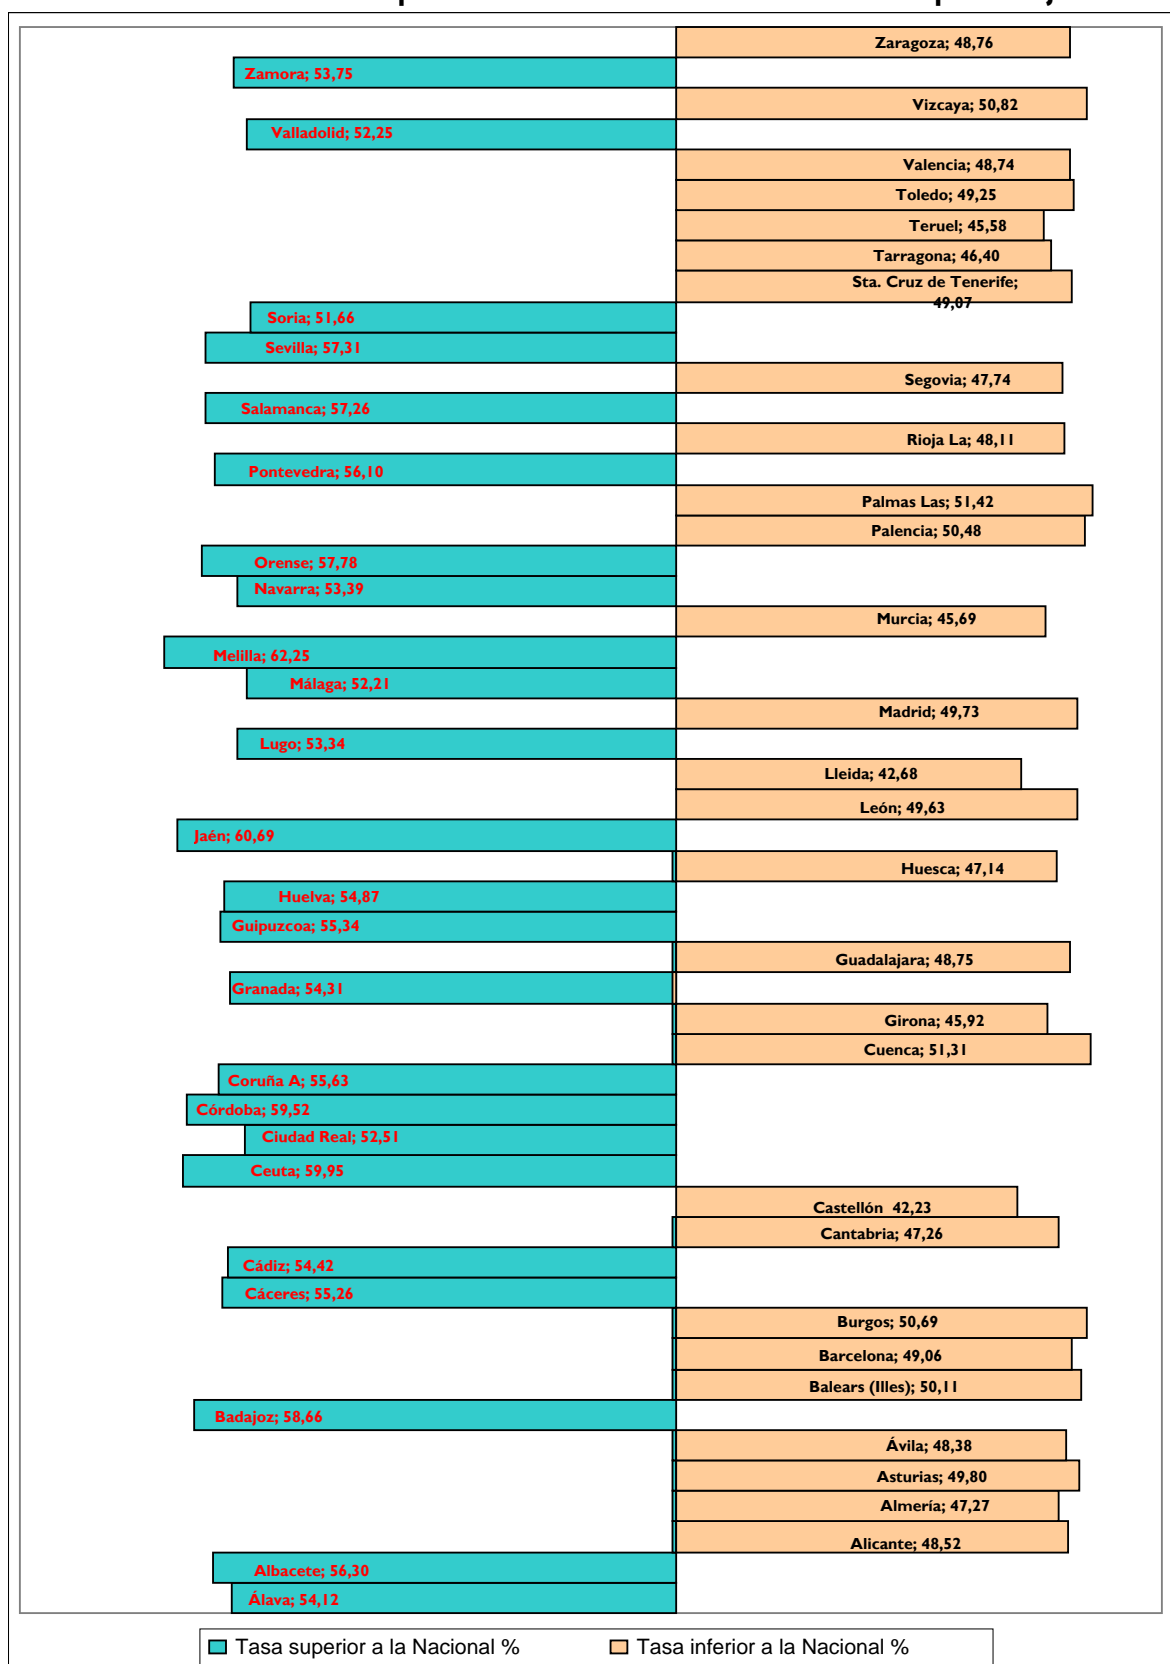 Zaragoza; 48,76
Zamora; 53,75
Vizcaya; 50,82
Valladolid; 52,25
Valencia; 48,74
Toledo; 49,25
Teruel; 45,58
Tarragona; 46,40
Sta. Cruz de Tenerife;
49,07
Soria; 51,66
Sevilla; 57,31
Segovia; 47,74
Salamanca; 57,26
Rioja La; 48,11
Pontevedra; 56,10
Palmas Las; 51,42
Palencia; 50,48
Orense; 57,78
Navarra; 53,39
Murcia; 45,69
Melilla; 62,25
Málaga; 52,21
Madrid; 49,73
Lugo; 53,34
Lleida; 42,68
León; 49,63
Jaén; 60,69
Huesca; 47,14
Huelva; 54,87
Guipuzcoa; 55,34
Guadalajara; 48,75
Granada; 54,31
Girona; 45,92
Cuenca; 51,31
Coruña A; 55,63
Córdoba; 59,52
Ciudad Real; 52,51
Ceuta; 59,95
Castellón 42,23
Cantabria; 47,26
Cádiz; 54,42
Cáceres; 55,26
Burgos; 50,69
Barcelona; 49,06
Balears (Illes); 50,11
Badajoz; 58,66
Ávila; 48,38
Asturias; 49,80
Almería; 47,27
Alicante; 48,52
Albacete; 56,30
Álava; 54,12
Tasa superior a la Nacional % Tasa inferior a la Nacional %